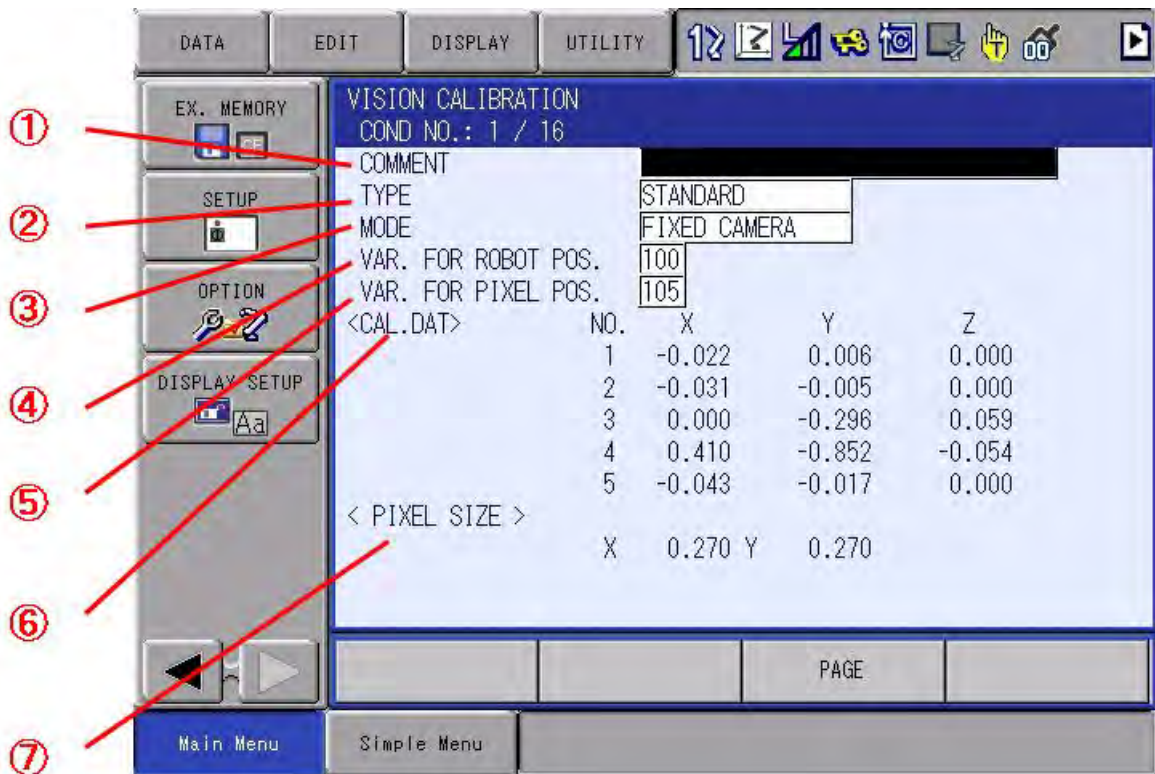 DATA EDIT DISPLAY UTILITY
EX. MEMORY
CF
SETUP
OPTION
DISPLAY SETUP
Aa
VISION CALIBRATION
COND NO.: 1 / 16
① COMMENT
② TYPE STANDARD
③ MODE FIXED CAMERA
④ VAR. FOR ROBOT POS. 100
⑤ VAR. FOR PIXEL POS. 105
⑥ <CAL.DAT> NO. X Y Z
1 -0.022 0.006 0.000
2 -0.031 -0.005 0.000
3 0.000 -0.296 0.059
4 0.410 -0.852 -0.054
5 -0.043 -0.017 0.000
⑦ < PIXEL SIZE >
X 0.270 Y 0.270
PAGE
Main Menu Simple Menu